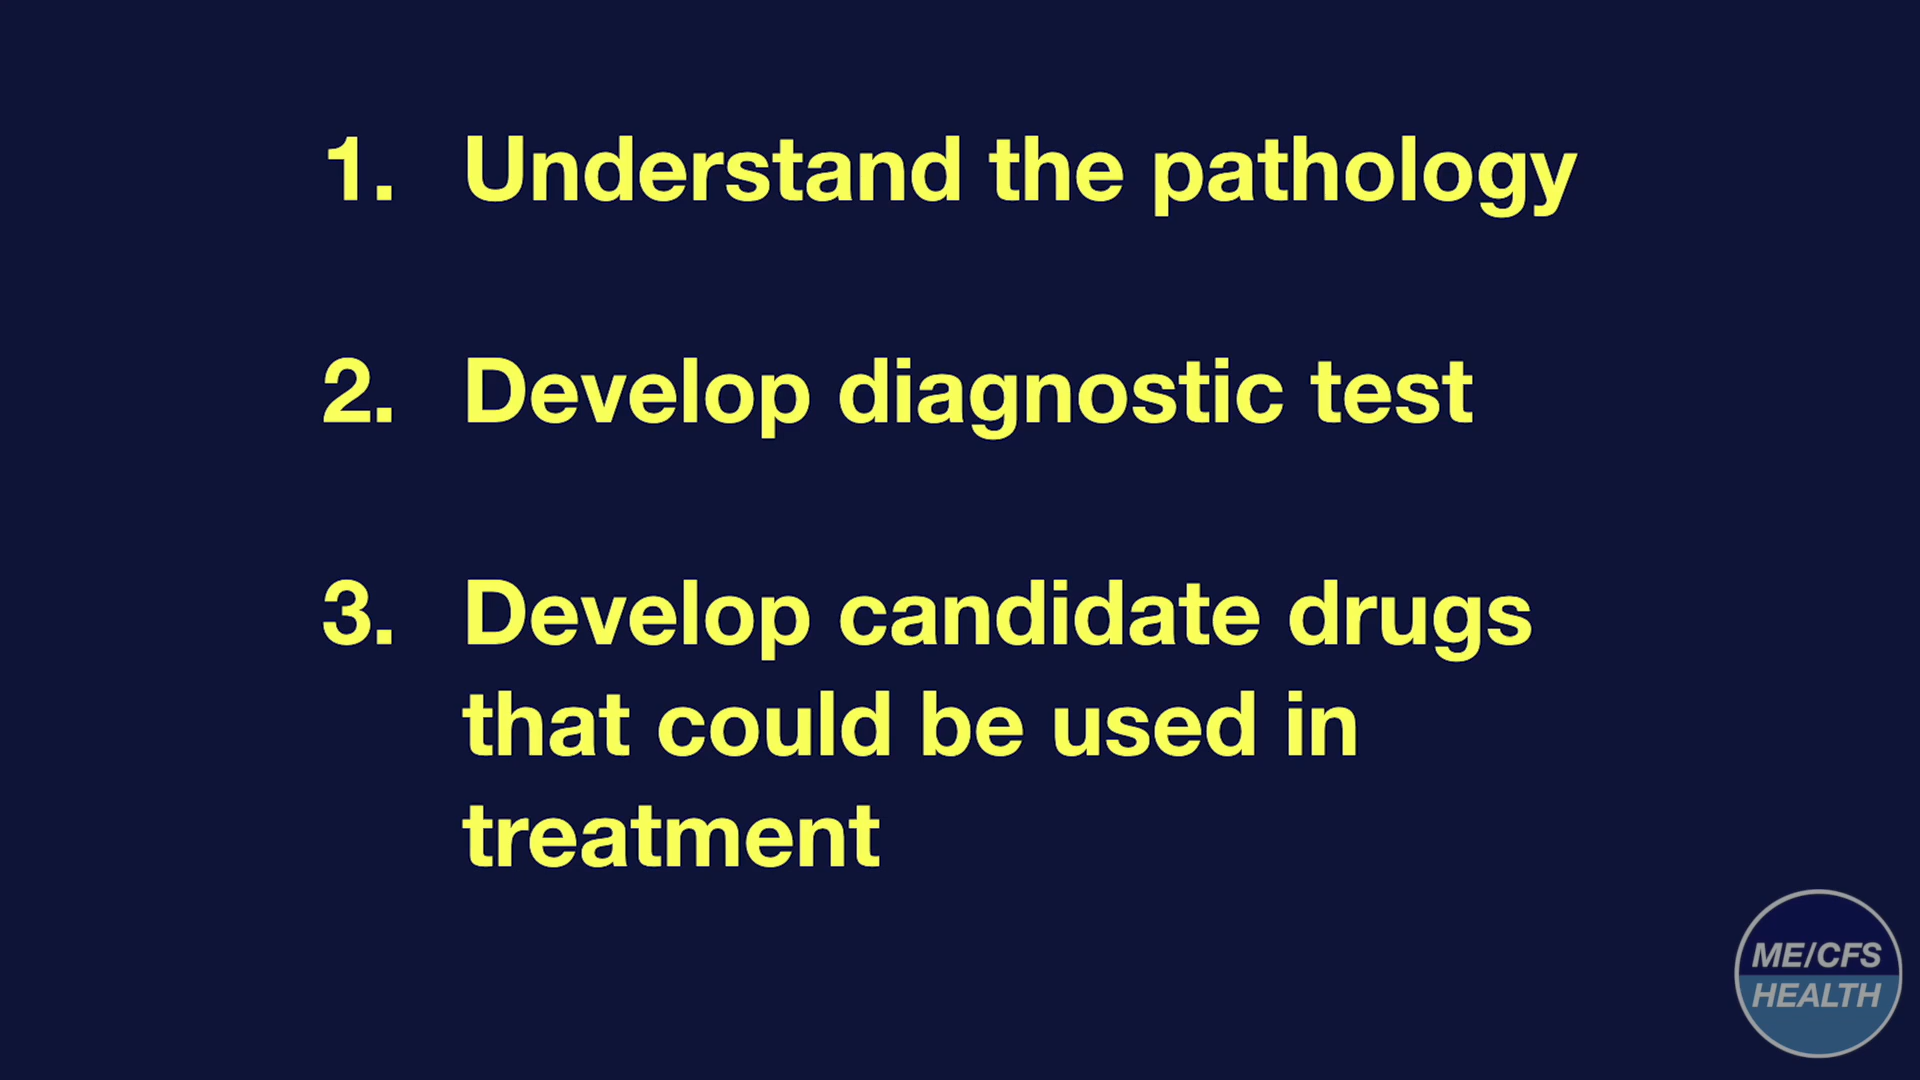 1. Understand the pathology
2. Develop diagnostic test
3. Develop candidate drugs
that could be used in
treatment
ME/CFS
HEALTH